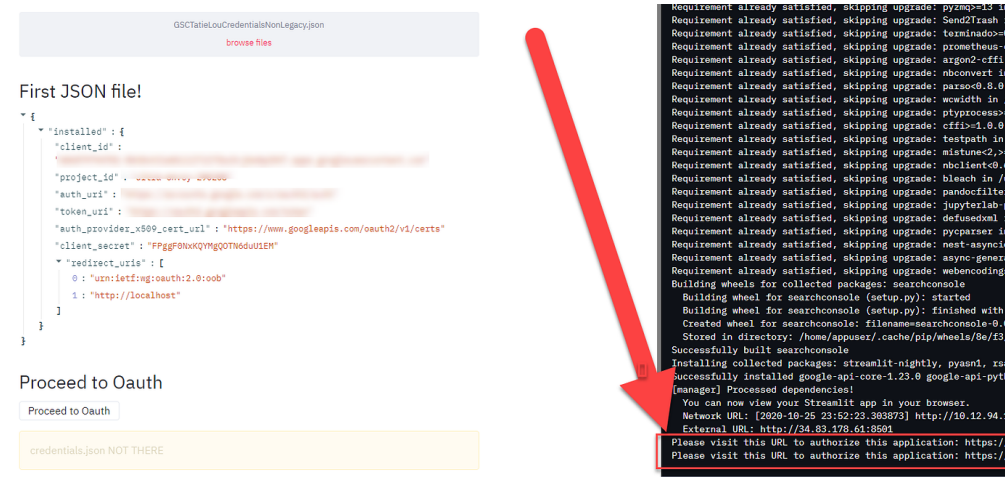 GSCTatieLouCredentialsNonLegacy.json
browse files
First JSON file!
{
"installed" : {
"client_id" :
"project_id" :
"auth_uri" :
"token_uri" :
"auth_provider_x509_cert_url" : "https://www.googleapis.com/oauth2/v1/certs"
"client_secret" : "FPggF0NxKQYMgQOTN6duU1EM"
"redirect_uris" : [
0 : "urn:ietf:wg:oauth:2.0:oob"
1 : "http://localhost"
]
}
}
Proceed to Oauth
Proceed to Oauth
credentials.json NOT THERE
Requirement already satisfied, skipping upgrade: pyzmq>=13 in
Requirement already satisfied, skipping upgrade: Send2Trash
Requirement already satisfied, skipping upgrade: terminado>=
Requirement already satisfied, skipping upgrade: prometheus-
Requirement already satisfied, skipping upgrade: argon2-cffi
Requirement already satisfied, skipping upgrade: nbconvert in
Requirement already satisfied, skipping upgrade: parso<0.8.0
Requirement already satisfied, skipping upgrade: wcwidth in
Requirement already satisfied, skipping upgrade: ptyprocess>=
Requirement already satisfied, skipping upgrade: cffi>=1.0.0
Requirement already satisfied, skipping upgrade: testpath in
Requirement already satisfied, skipping upgrade: mistune<2,>=
Requirement already satisfied, skipping upgrade: nbclient<0.
Requirement already satisfied, skipping upgrade: bleach in /
Requirement already satisfied, skipping upgrade: pandocfilte
Requirement already satisfied, skipping upgrade: jupyterlab-p
Requirement already satisfied, skipping upgrade: defusedxml
Requirement already satisfied, skipping upgrade: pycparser in
Requirement already satisfied, skipping upgrade: nest-asyncio
Requirement already satisfied, skipping upgrade: async-genera
Requirement already satisfied, skipping upgrade: webencodings
Building wheels for collected packages: searchconsole
Building wheel for searchconsole (setup.py): started
Building wheel for searchconsole (setup.py): finished with
Created wheel for searchconsole: filename=searchconsole-0.
Stored in directory: /home/appuser/.cache/pip/wheels/8e/f3
Successfully built searchconsole
Installing collected packages: streamlit-nightly, pyasn1, rsa
Successfully installed google-api-core-1.23.0 google-api-pyth
[manager] Processed dependencies!
You can now view your Streamlit app in your browser.
Network URL: [2020-10-25 23:52:23.303873] http://10.12.94.
External URL: http://34.83.178.61:8501
Please visit this URL to authorize this application: https:/
Please visit this URL to authorize this application: https:/